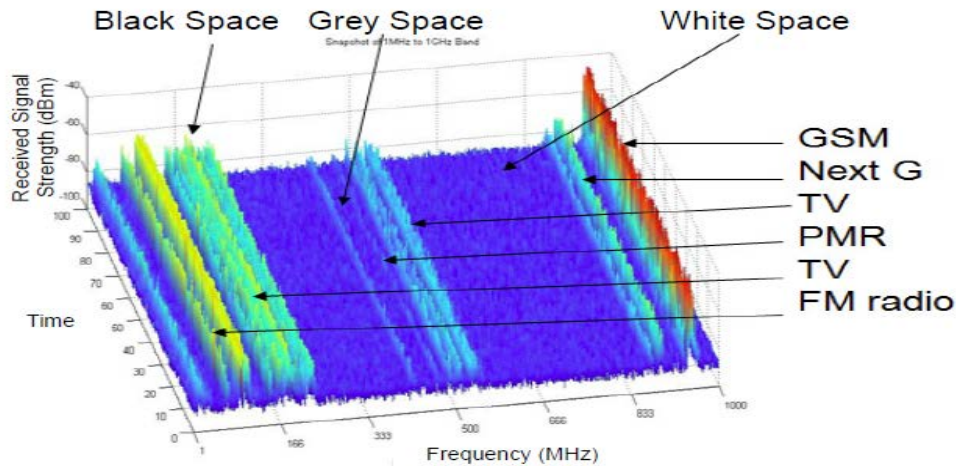 Black Space
Grey Space
White Space
Snapshot of 1MHz to 1GHz Band
Received Signal
Strength (dBm)
-40
-60
-80
-100
GSM
Next G
TV
PMR
TV
FM radio
100
90
80
70
60
50
40
30
20
10
0
Time
1
166
333
500
666
833
1000
Frequency (MHz)